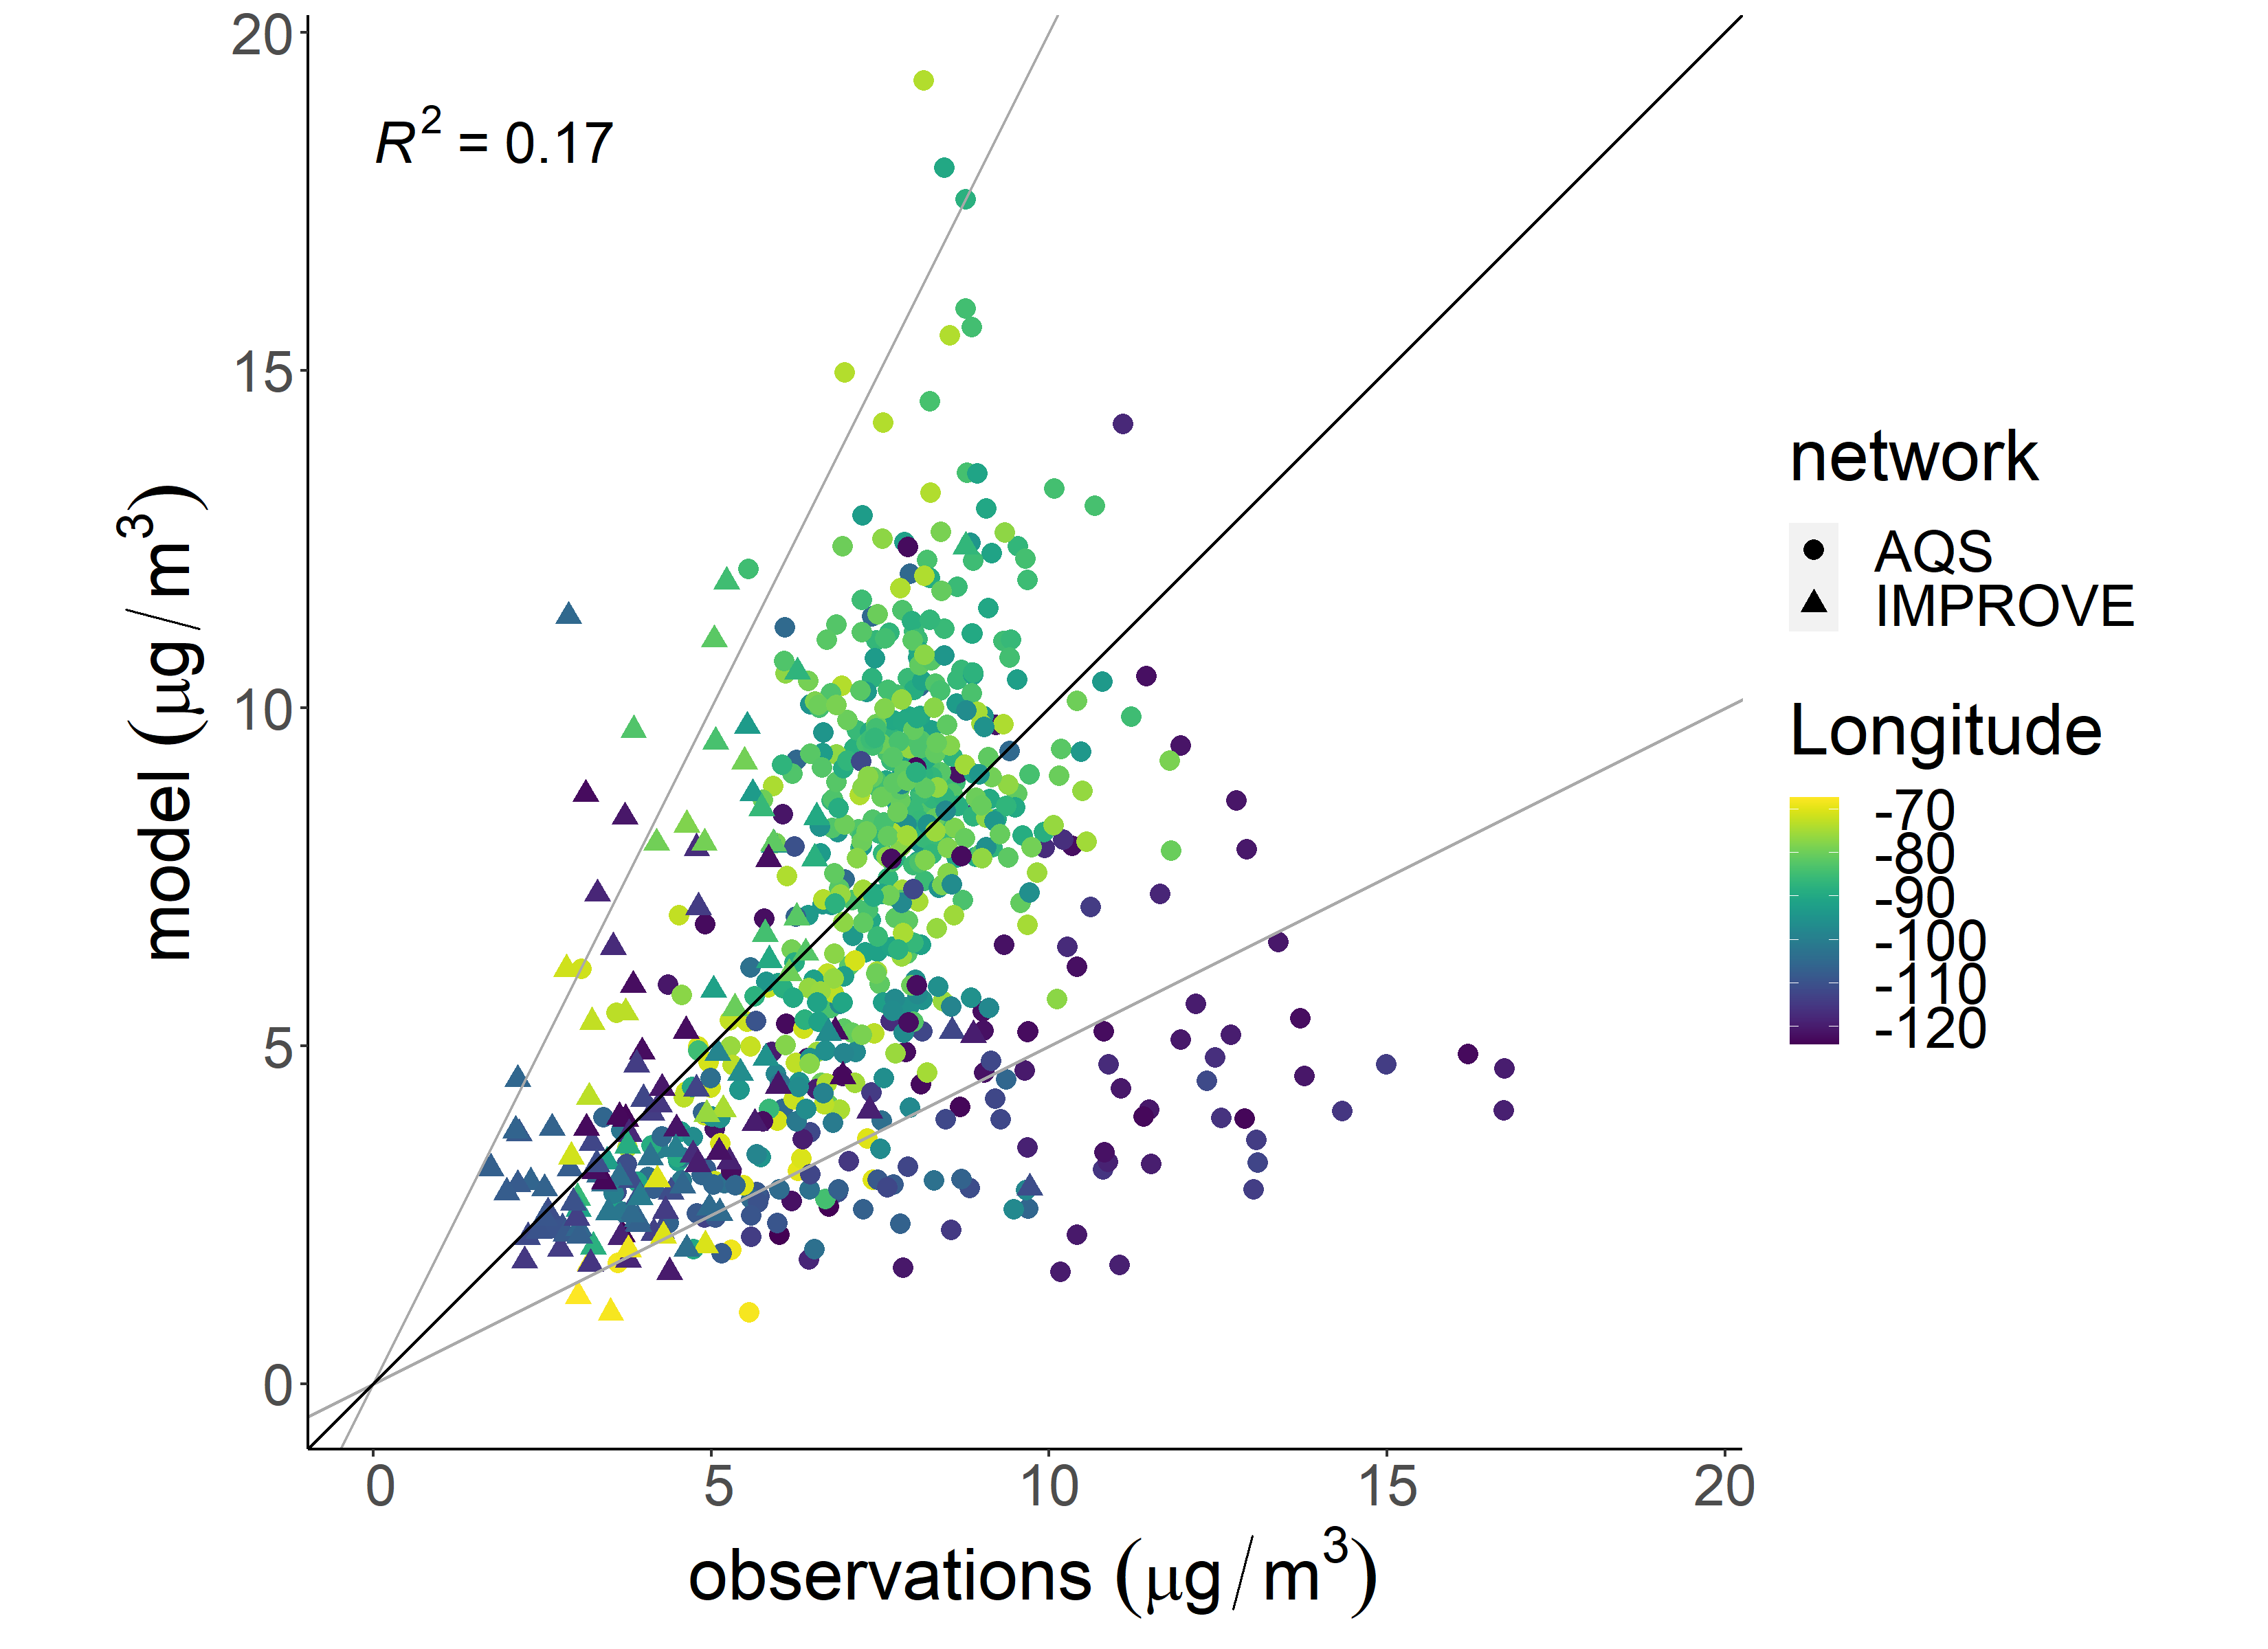 20
15
10
5
0
0 5 10 15 20
R² = 0.17
model (μg/m³)
observations (μg/m³)
network
AQS
IMPROVE
Longitude
-70
-80
-90
-100
-110
-120